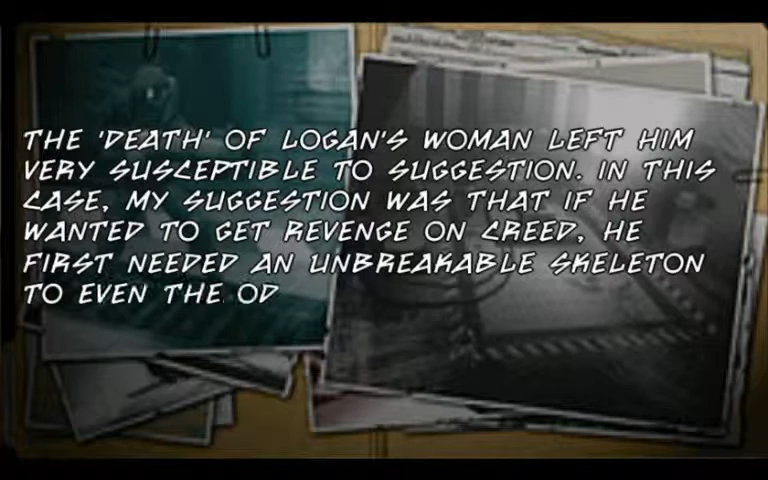 THE 'DEATH' OF LOGAN'S WOMAN LEFT HIM
VERY SUSCEPTIBLE TO SUGGESTION. IN THIS
CASE, MY SUGGESTION WAS THAT IF HE
WANTED TO GET REVENGE ON CREED, HE
FIRST NEEDED AN UNBREAKABLE SKELETON
TO EVEN THE OD